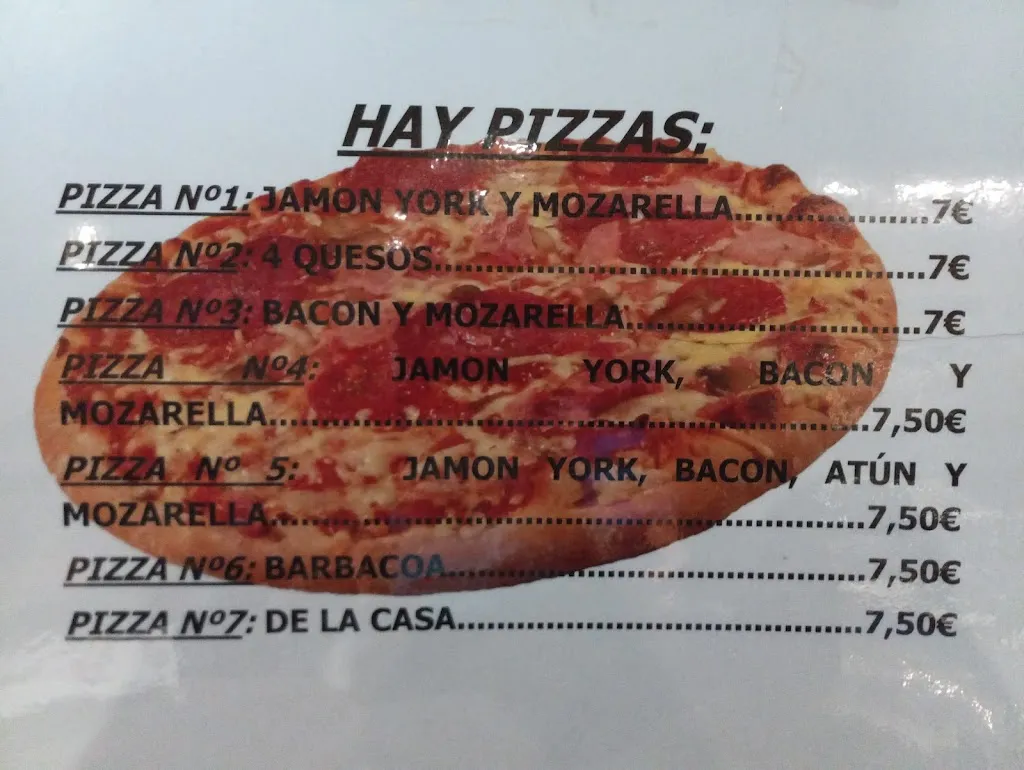 HAY PIZZAS:
PIZZA Nº1: JAMON YORK Y MOZARELLA..............................7€
PIZZA Nº2: 4 QUESOS..................................................................7€
PIZZA Nº3: BACON Y MOZARELLA........................................7€
PIZZA Nº4: JAMON YORK, BACON Y
MOZARELLA................................................................................7,50€
PIZZA Nº 5: JAMON YORK, BACON, ATÚN Y
MOZARELLA................................................................................7,50€
PIZZA Nº6: BARBACOA.........................................................7,50€
PIZZA Nº7: DE LA CASA.......................................................7,50€